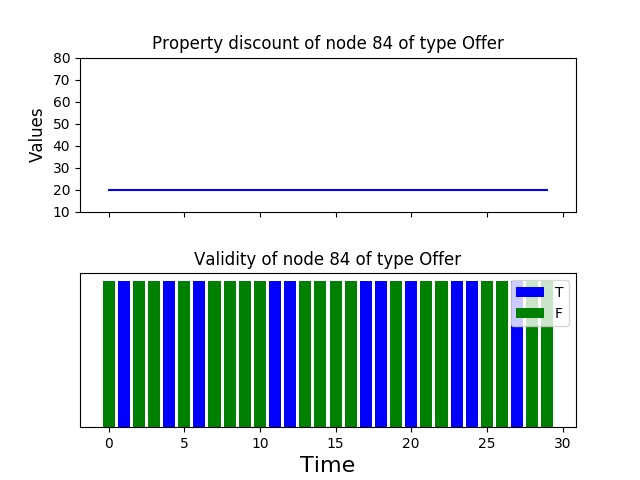 Property discount of node 84 of type Offer
80
70
60
50
40
30
20
10
Values
Validity of node 84 of type Offer
T
F
0 5 10 15 20 25 30
Time